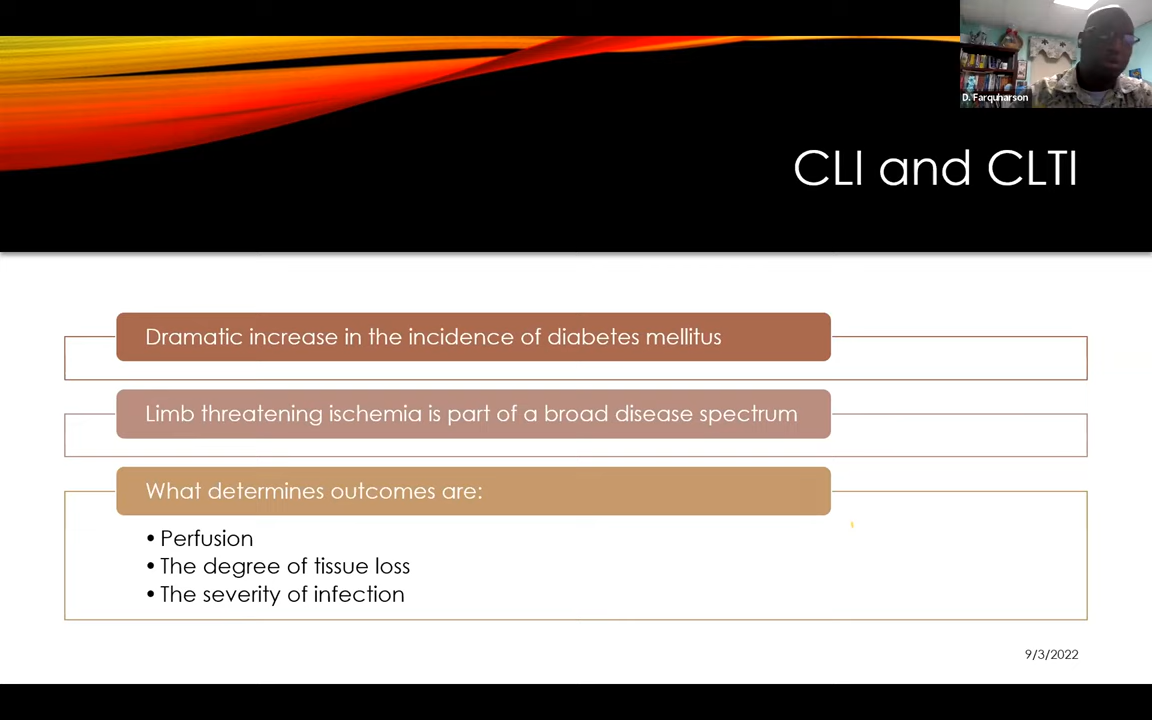 D. Farquharson
CLI and CLTI
Dramatic increase in the incidence of diabetes mellitus
Limb threatening ischemia is part of a broad disease spectrum
What determines outcomes are:
• Perfusion
• The degree of tissue loss
• The severity of infection
9/3/2022